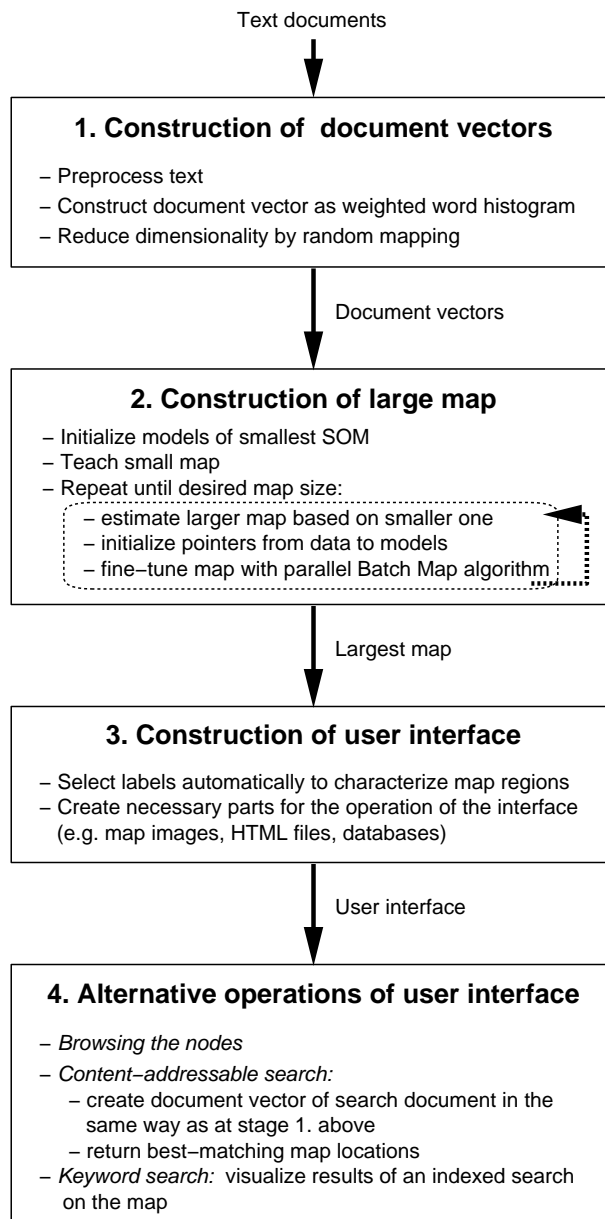 Text documents
1. Construction of  document vectors
− Preprocess text
− Construct document vector as weighted word histogram
− Reduce dimensionality by random mapping
Document vectors
2. Construction of large map
− Initialize models of smallest SOM
− Teach small map
− Repeat until desired map size:
− estimate larger map based on smaller one
− initialize pointers from data to models
− fine−tune map with parallel Batch Map algorithm
Largest map
3. Construction of user interface
− Select labels automatically to characterize map regions
− Create necessary parts for the operation of the interface
(e.g. map images, HTML files, databases)
User interface
4. Alternative operations of user interface
− Browsing the nodes
− Content−addressable search:
− create document vector of search document in the
same way as at stage 1. above
− return best−matching map locations
− Keyword search:  visualize results of an indexed search
on the map